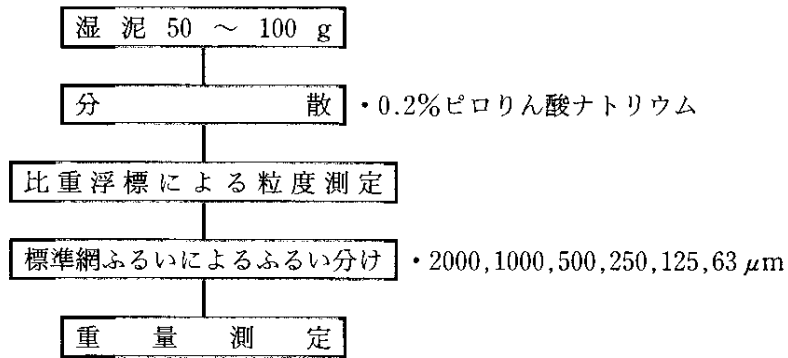 湿泥50～100 g
分散・0.2%ピロりん酸ナトリウム
比重浮標による粒度測定
標準網ふるいによるふるい分け・2000,1000,500,250,125,63 μm
重量測定